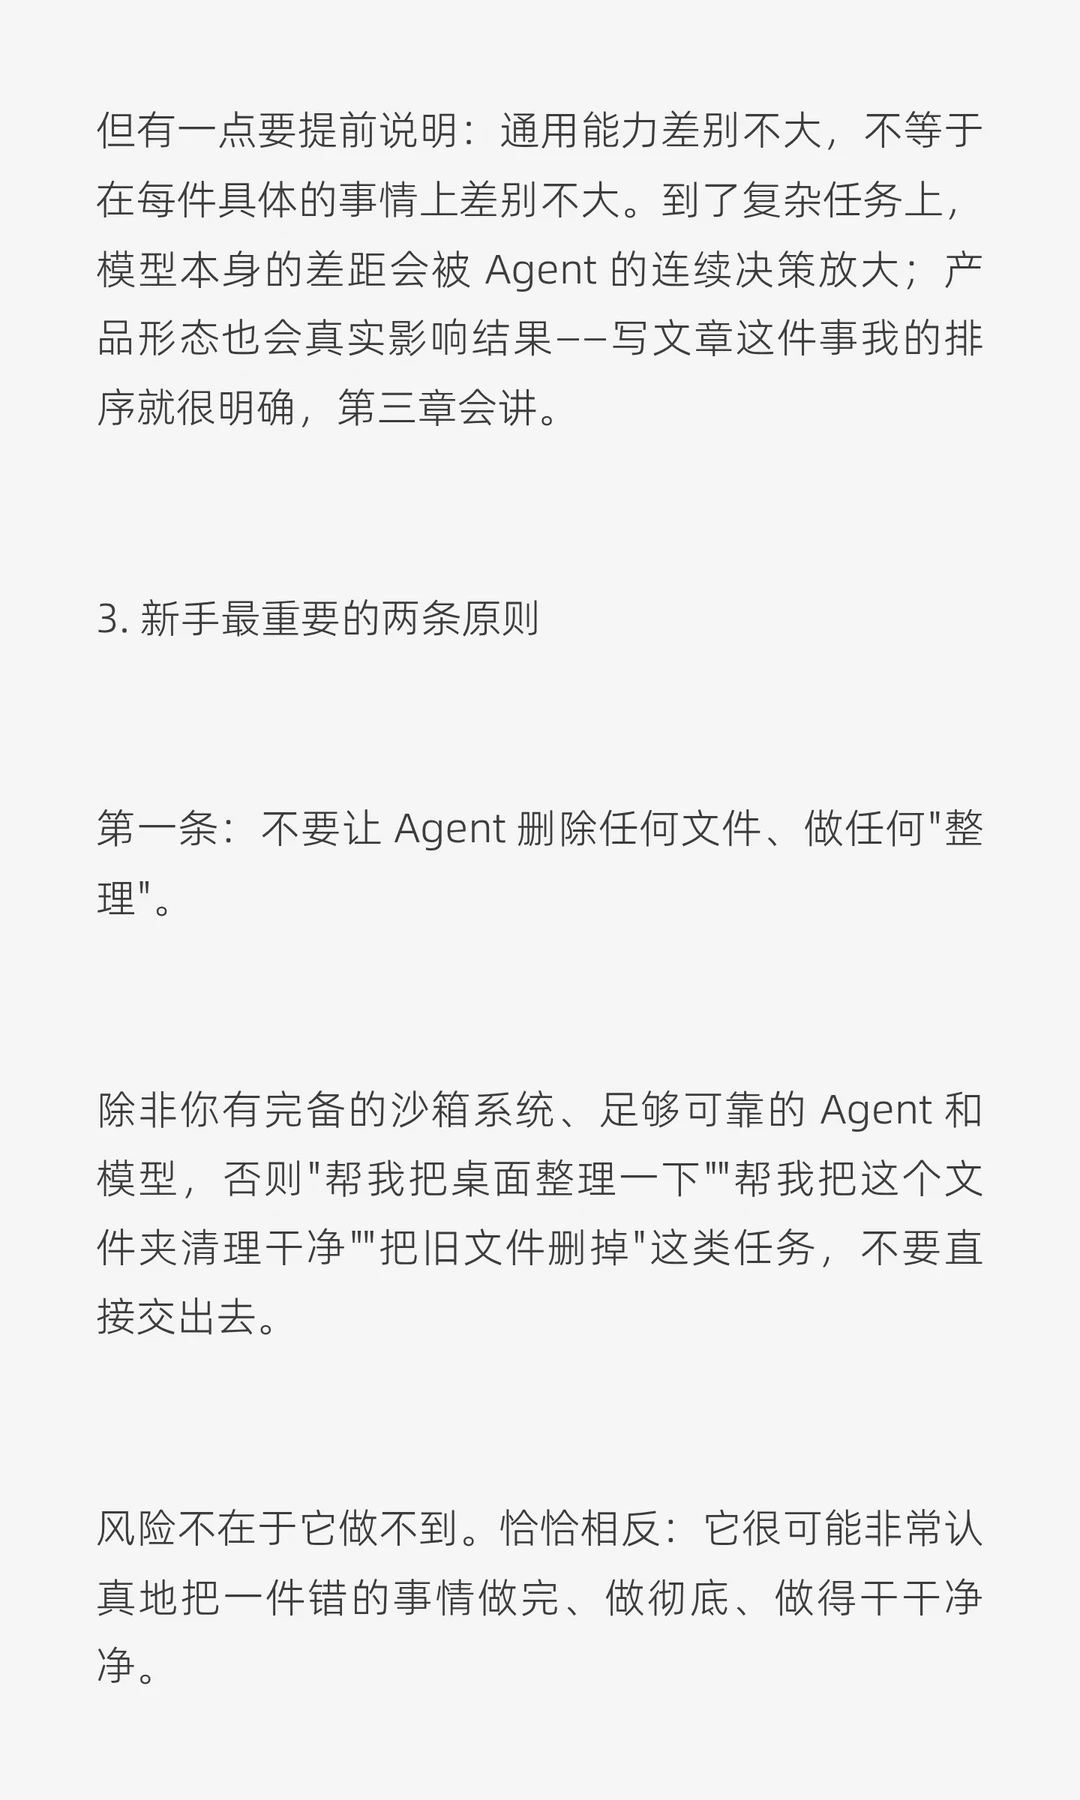 但有一点要提前说明：通用能力差别不大，不等于
在每件具体的事情上差别不大。到了复杂任务上，
模型本身的差距会被 Agent 的连续决策放大；产
品形态也会真实影响结果——写文章这件事我的排
序就很明确，第三章会讲。
3. 新手最重要的两条原则
第一条：不要让 Agent 删除任何文件、做任何"整
理"。
除非你有完备的沙箱系统、足够可靠的 Agent 和
模型，否则"帮我把桌面整理一下""帮我把这个文
件夹清理干净""把旧文件删掉"这类任务，不要直
接交出去。
风险不在于它做不到。恰恰相反：它很可能非常认
真地把一件错的事情做完、做彻底、做得干干净
净。